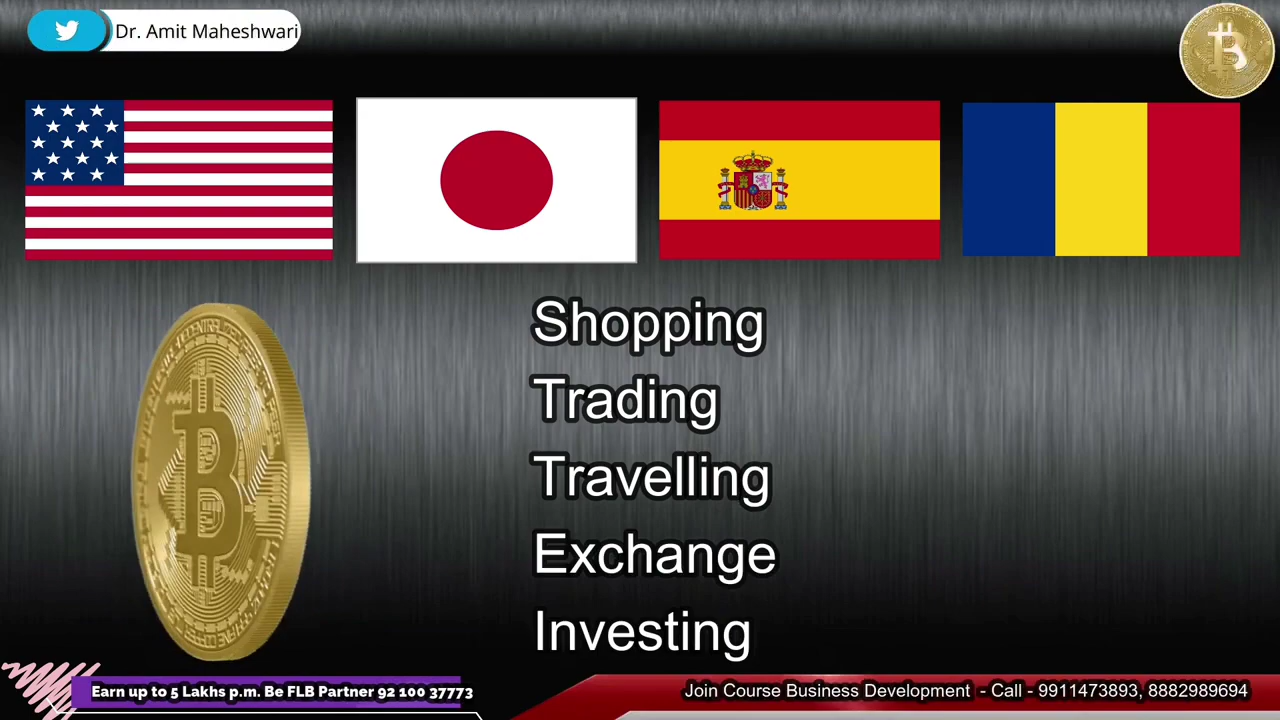 Dr. Amit Maheshwari
Shopping
Trading
Travelling
Exchange
Investing
Earn up to 5 Lakhs p.m. Be FLB Partner 92 100 37773
Join Course Business Development - Call - 9911473893, 8882989694